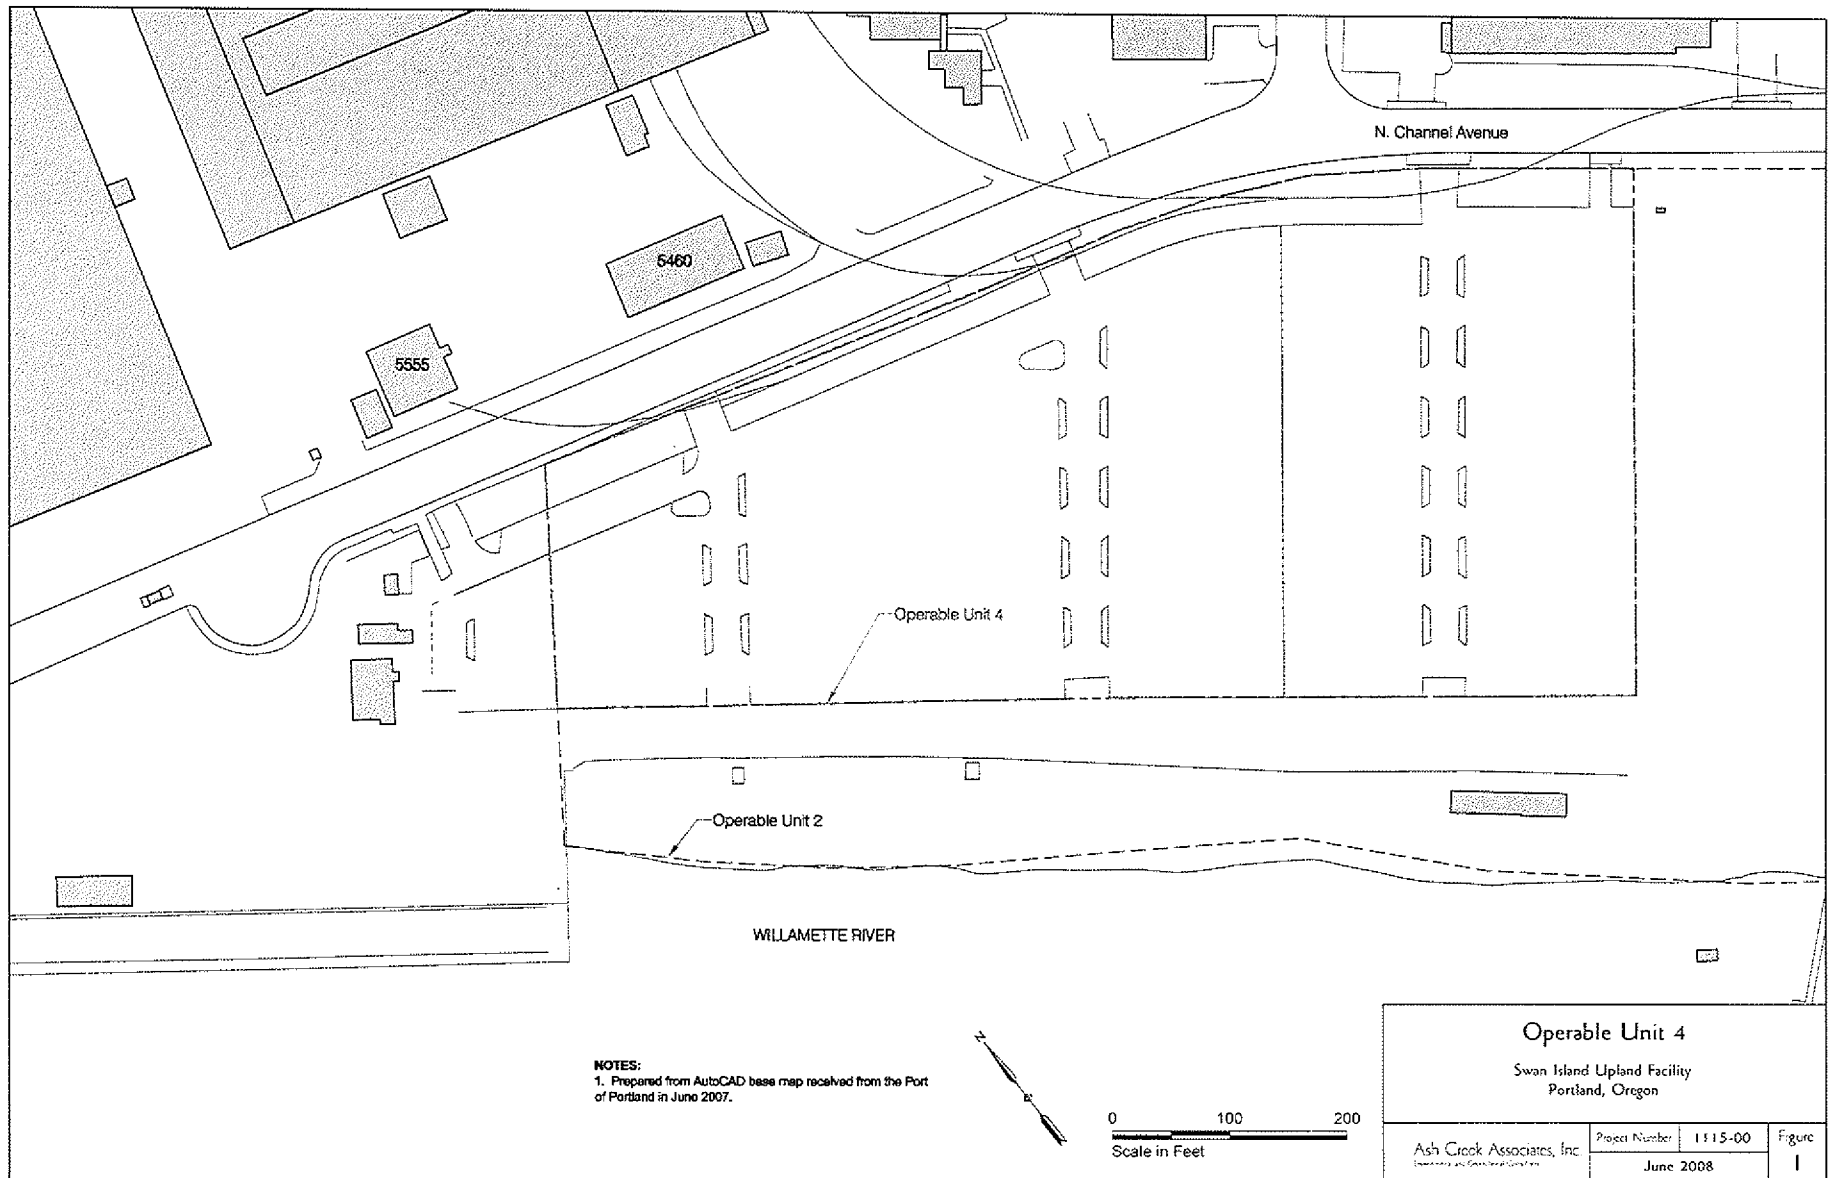 N. Channel Avenue
5460
5555
Operable Unit 4
Operable Unit 2
WILLAMETTE RIVER
NOTES:
1. Prepared from AutoCAD base map received from the Port
of Portland in June 2007.
N
0 100 200
Scale in Feet
Operable Unit 4
Swan Island Upland Facility
Portland, Oregon
Ash Creek Associates, Inc.
Project Number 1115-00
June 2008
Figure
1